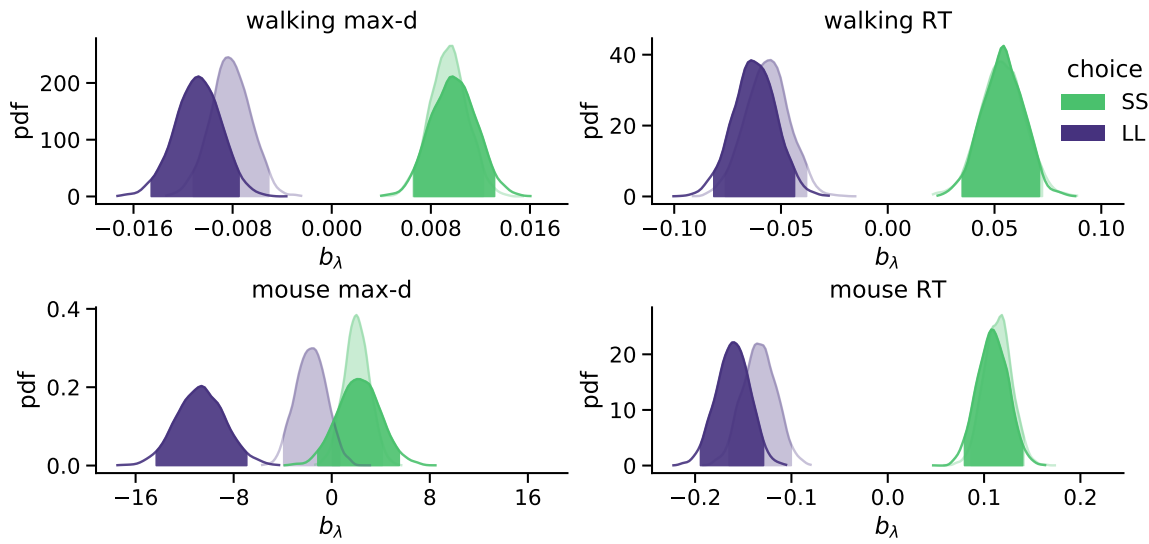 walking max-d
pdf
200
100
0
−0.016
−0.008
0.000
0.008
0.016
bλ
walking RT
pdf
40
20
0
−0.10
−0.05
0.00
0.05
0.10
bλ
choice
SS
LL
mouse max-d
pdf
0.4
0.2
0.0
−16
−8
0
8
16
bλ
mouse RT
pdf
20
10
0
−0.2
−0.1
0.0
0.1
0.2
bλ